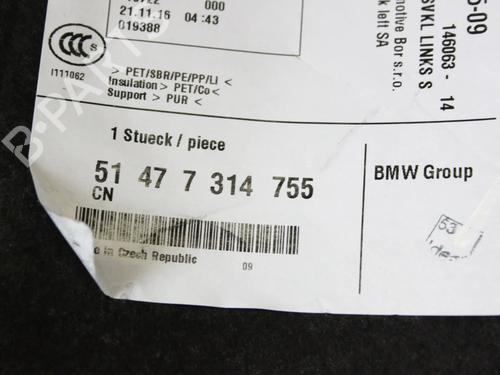 000
21.11.16 04:43
019388
CCC S
I111062
> PET/SBR/PE/PP/LI <
Insulation > PET/Co <
Support > PUR <
1 Stueck / piece
51 47 7 314 755
CN
e in Czech Republic
09
BMW Group
53
5-09
146063 - 14
SVKL LINKS S
motive Bor s.r.o.
k left SA
B-PARTS